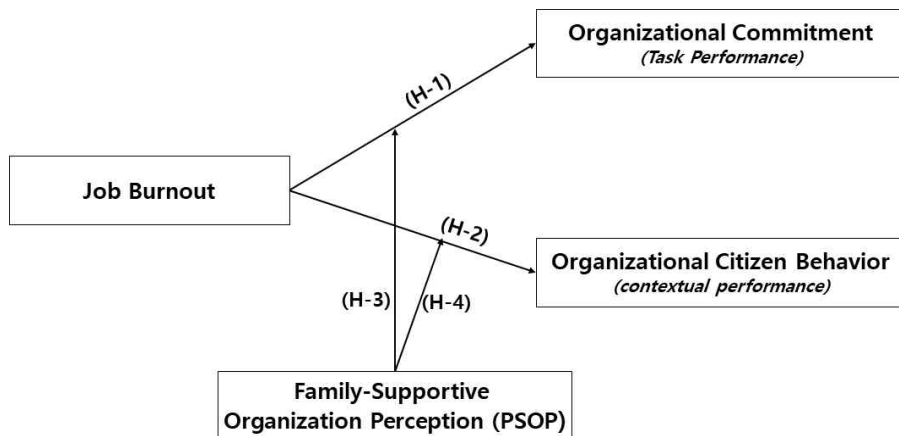 Organizational Commitment
(Task Performance)
(H-1)
Job Burnout
(H-2)
Organizational Citizen Behavior
(contextual performance)
(H-3)
(H-4)
Family-Supportive
Organization Perception (PSOP)